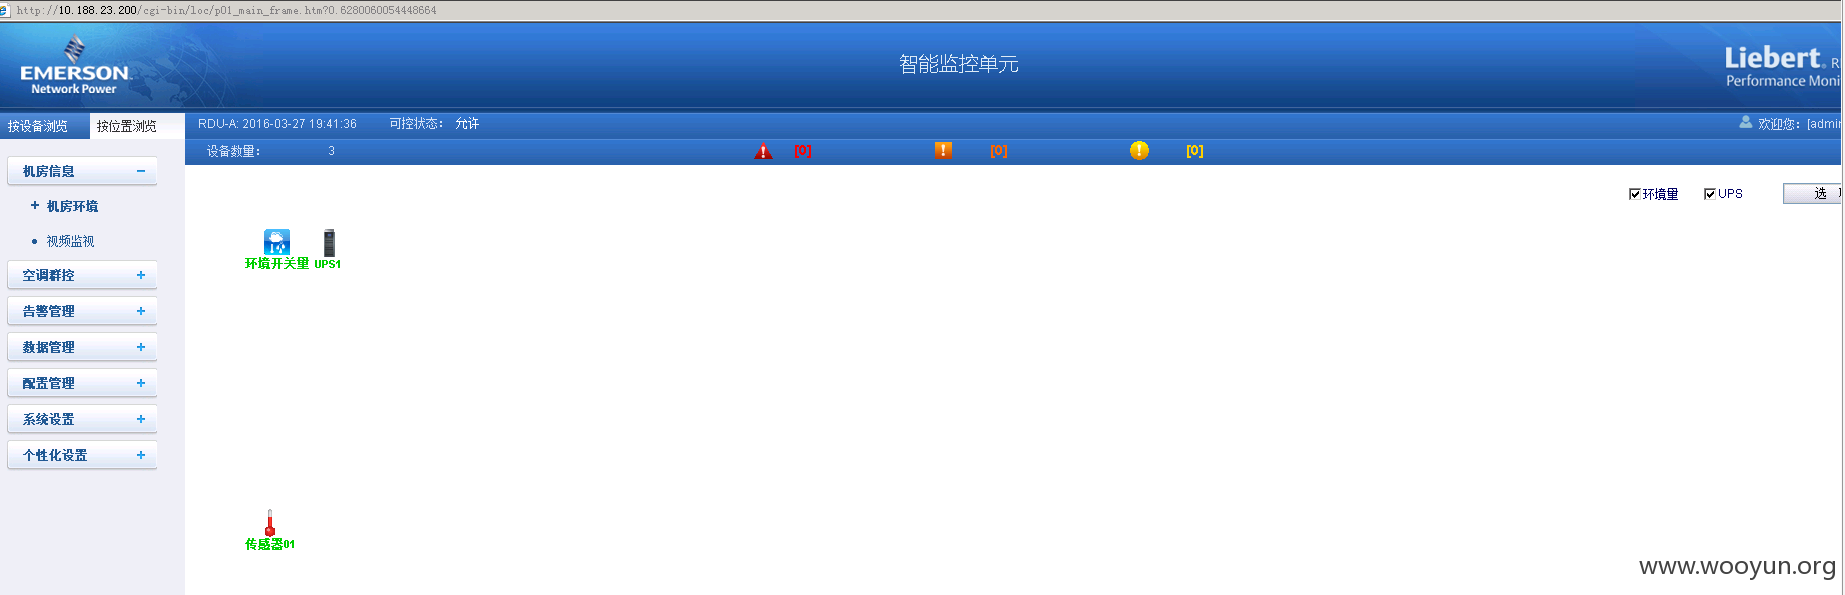 http://10.188.23.200/cgi-bin/loc/p01_main_frame.htm?0.6280060054448664
EMERSON
Network Power
智能监控单元
Liebert
Performance Moni
按设备浏览 按位置浏览
RDU-A: 2016-03-27 19:41:36 可控状态: 允许
欢迎您: [admin
设备数量: 3 [0] [0] [0]
机房信息
机房环境
视频监视
空调群控
告警管理
数据管理
配置管理
系统设置
个性化设置
环境量 UPS 选
环境开关量 UPS1
传感器01
www.wooyun.org